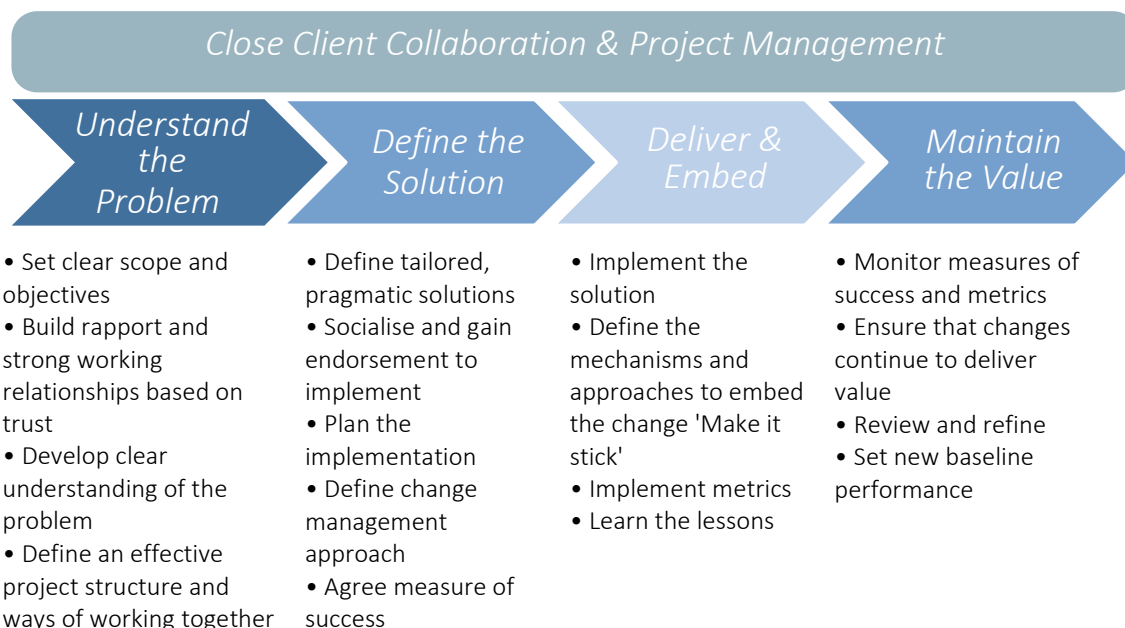 Close Client Collaboration & Project Management
Understand
the
Problem
Define the
Solution
Deliver &
Embed
Maintain
the Value
• Set clear scope and
objectives
• Build rapport and
strong working
relationships based on
trust
• Develop clear
understanding of the
problem
• Define an effective
project structure and
ways of working together
• Define tailored,
pragmatic solutions
• Socialise and gain
endorsement to
implement
• Plan the
implementation
• Define change
management
approach
• Agree measure of
success
• Implement the
solution
• Define the
mechanisms and
approaches to embed
the change 'Make it
stick'
• Implement metrics
• Learn the lessons
• Monitor measures of
success and metrics
• Ensure that changes
continue to deliver
value
• Review and refine
• Set new baseline
performance